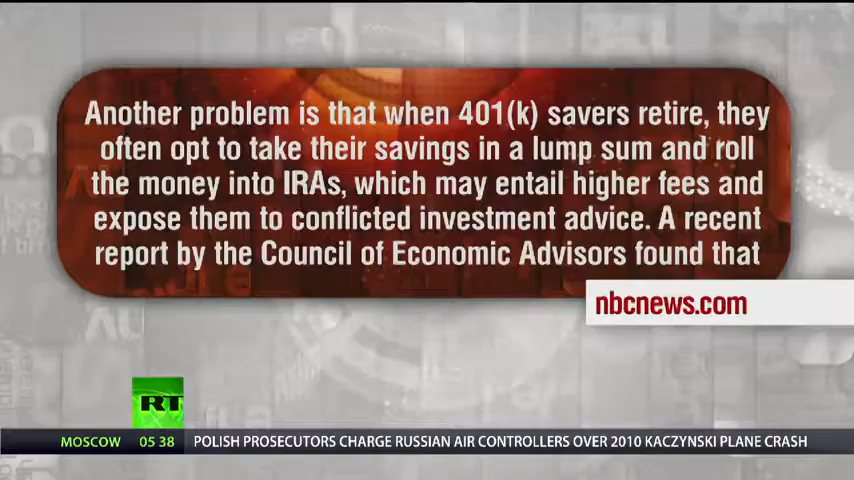 Another problem is that when 401(k) savers retire, they
often opt to take their savings in a lump sum and roll
the money into IRAs, which may entail higher fees and
expose them to conflicted investment advice. A recent
report by the Council of Economic Advisors found that
nbcnews.com
RT
MOSCOW 05 38 POLISH PROSECUTORS CHARGE RUSSIAN AIR CONTROLLERS OVER 2010 KACZYNSKI PLANE CRASH